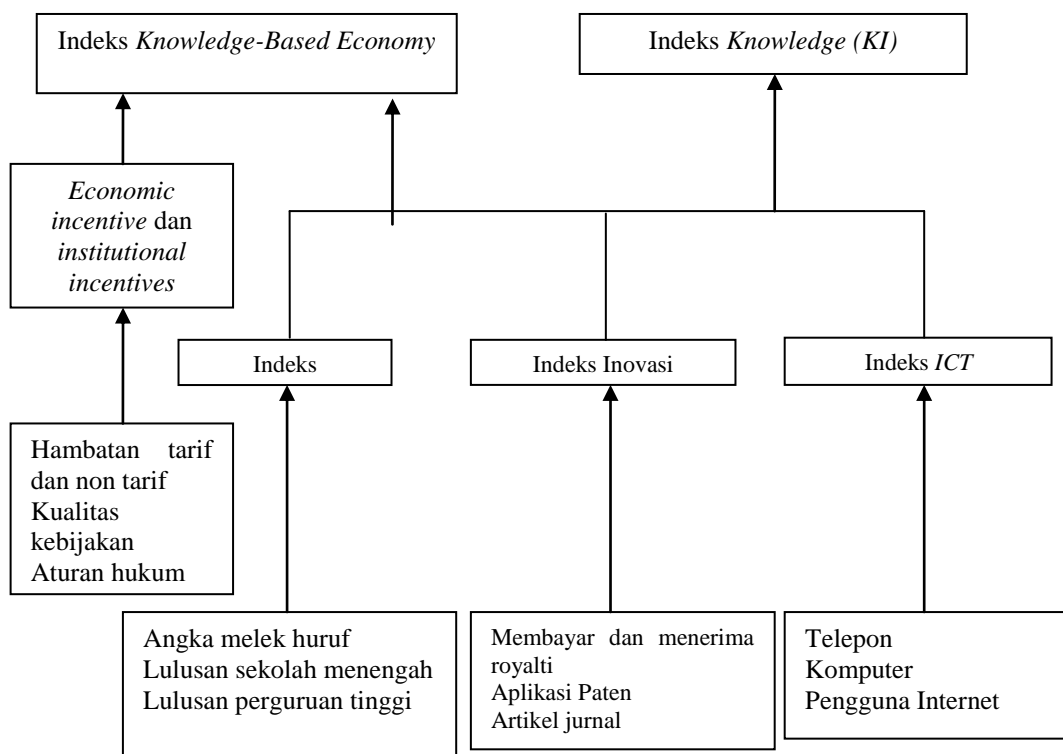 Indeks Knowledge-Based Economy
Indeks Knowledge (KI)
Economic
incentive dan
institutional
incentives
Indeks
Indeks Inovasi
Indeks ICT
Hambatan tarif
dan non tarif
Kualitas
kebijakan
Aturan hukum
Angka melek huruf
Lulusan sekolah menengah
Lulusan perguruan tinggi
Membayar dan menerima
royalti
Aplikasi Paten
Artikel jurnal
Telepon
Komputer
Pengguna Internet